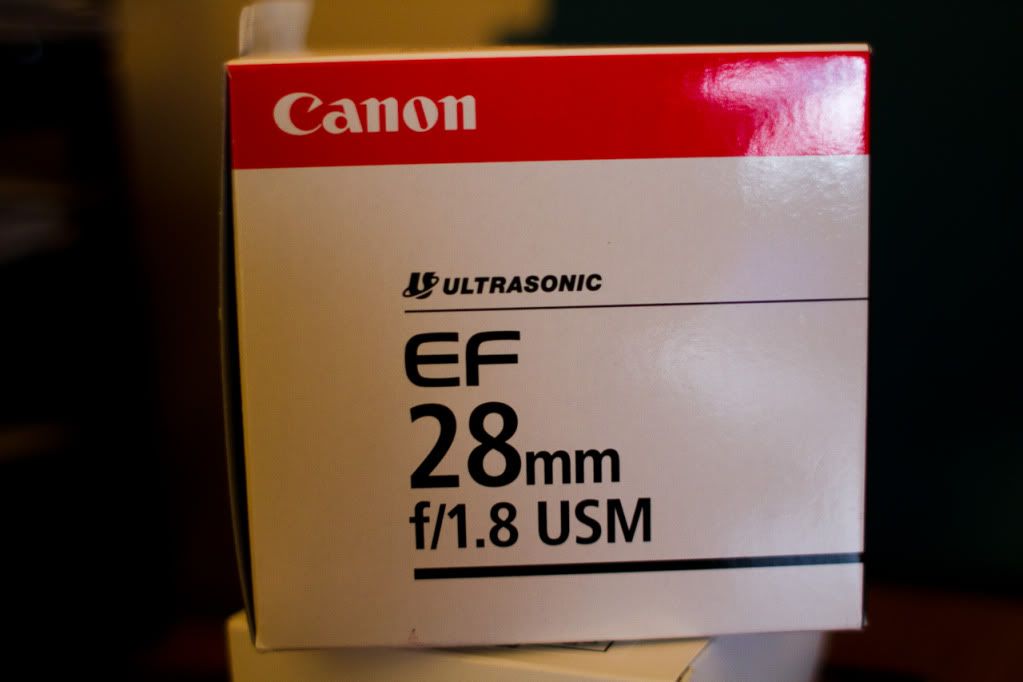 Canon
ULTRASONIC
EF
28mm
f/1.8 USM